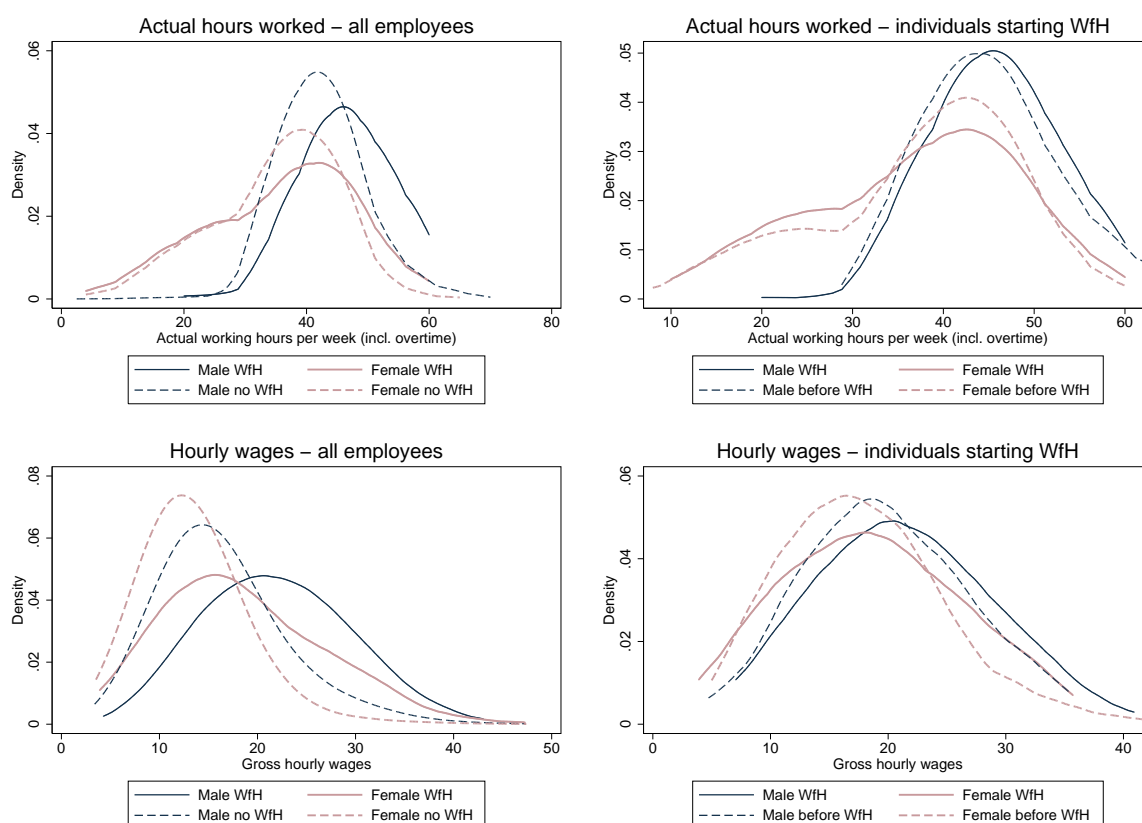 Actual hours worked – all employees
Density
0
.02
.04
.06
0 20 40 60 80
Actual working hours per week (incl. overtime)
Male WfH Female WfH
Male no WfH Female no WfH
Actual hours worked – individuals starting WfH
Density
0
.01
.02
.03
.04
.05
10 20 30 40 50 60
Actual working hours per week (incl. overtime)
Male WfH Female WfH
Male before WfH Female before WfH
Hourly wages – all employees
Density
0
.02
.04
.06
.08
0 10 20 30 40 50
Gross hourly wages
Male WfH Female WfH
Male no WfH Female no WfH
Hourly wages – individuals starting WfH
Density
0
.02
.04
.06
0 10 20 30 40
Gross hourly wages
Male WfH Female WfH
Male before WfH Female before WfH